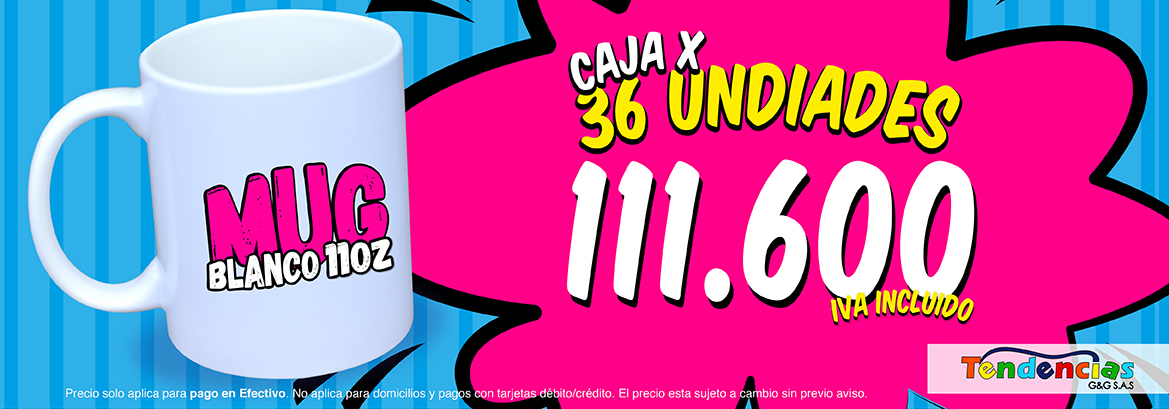 MUG
BLANCO 11OZ
CAJA X
36 UNDIADES
111.600
IVA INCLUIDO
Tendencias
G&G S.A.S
Precio solo aplica para pago en Efectivo. No aplica para domicilios y pagos con tarjetas débito/crédito. El precio esta sujeto a cambio sin previo aviso.